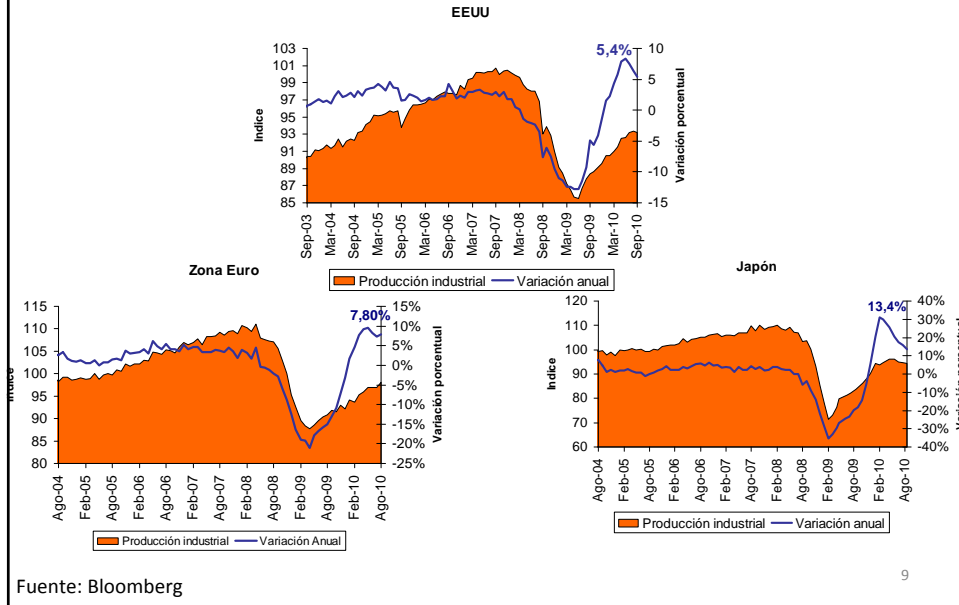 EEUU
103
101
99
97
95
93
91
89
87
85
Indice
10
5
0
-5
-10
-15
Variación porcentual
5,4%
Sep-03
Mar-04
Sep-04
Mar-05
Sep-05
Mar-06
Sep-06
Mar-07
Sep-07
Mar-08
Sep-08
Mar-09
Sep-09
Mar-10
Sep-10
Producción industrial
Variación anual
Zona Euro
115
110
105
100
95
90
85
80
Indice
15%
10%
5%
0%
-5%
-10%
-15%
-20%
-25%
Variación porcentual
7,80%
Ago-04
Feb-05
Ago-05
Feb-06
Ago-06
Feb-07
Ago-07
Feb-08
Ago-08
Feb-09
Ago-09
Feb-10
Ago-10
Producción industrial
Variación Anual
Japón
120
110
100
90
80
70
60
Indice
40%
30%
20%
10%
0%
-10%
-20%
-30%
-40%
Variación porcentual
13,4%
Ago-04
Feb-05
Ago-05
Feb-06
Ago-06
Feb-07
Ago-07
Feb-08
Ago-08
Feb-09
Ago-09
Feb-10
Ago-10
Producción industrial
Variación anual
Fuente: Bloomberg
9